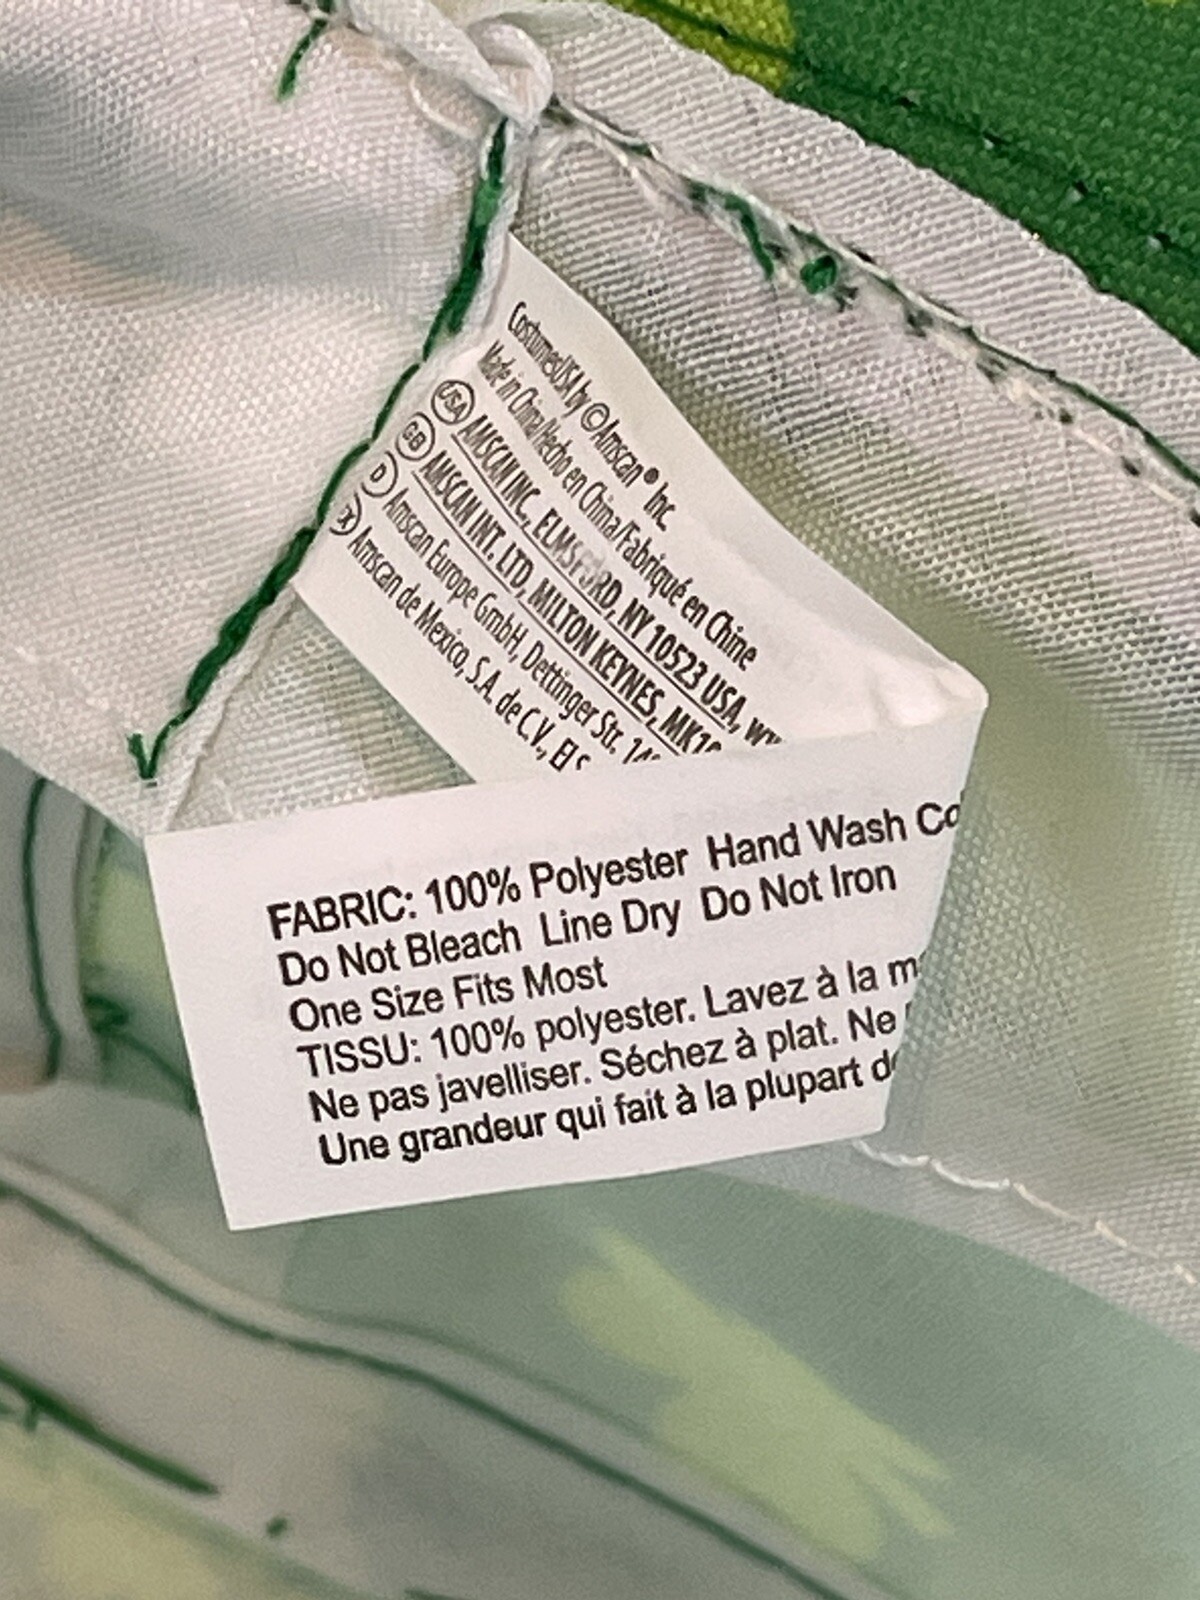 CostumesUSA by ©Amscan® Inc.
Made in China/Hecho en China/Fabriqué en Chine
USA AMSCAN INC, ELMSFORD, NY 10523 USA,
GB AMSCAN INT. LTD, MILTON KEYNES,
D Amscan Europe GmbH, Dettinger Str.
Amscan de Mexico, S.A. de C.V.,
FABRIC: 100% Polyester Hand Wash
Do Not Bleach Line Dry Do Not Iron
One Size Fits Most
TISSU: 100% polyester. Lavez à la
Ne pas javelliser. Séchez à plat. Ne
Une grandeur qui fait à la plupart